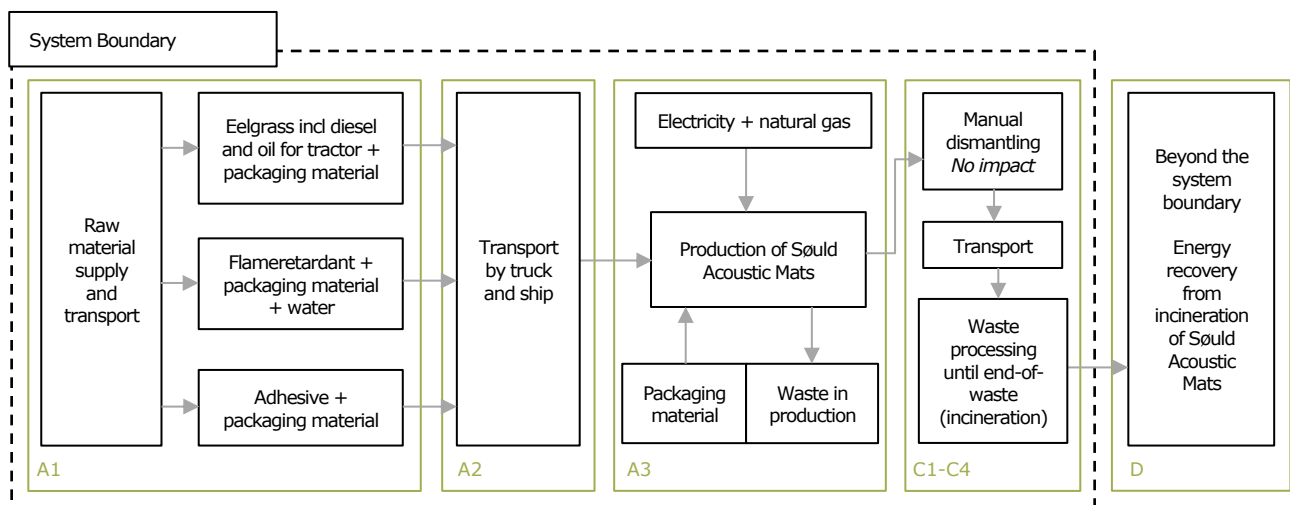 System Boundary
Raw
material
supply
and
transport
Eelgrass incl diesel
and oil for tractor +
packaging material
Flameretardant +
packaging material
+ water
Adhesive +
packaging material
A1
Transport
by truck
and ship
A2
Electricity + natural gas
Production of Søuld
Acoustic Mats
Packaging
material
Waste in
production
A3
Manual
dismantling
No impact
Transport
Waste
processing
until end-of-
waste
(incineration)
C1-C4
Beyond the
system
boundary
Energy
recovery
from
incineration
of Søuld
Acoustic
Mats
D